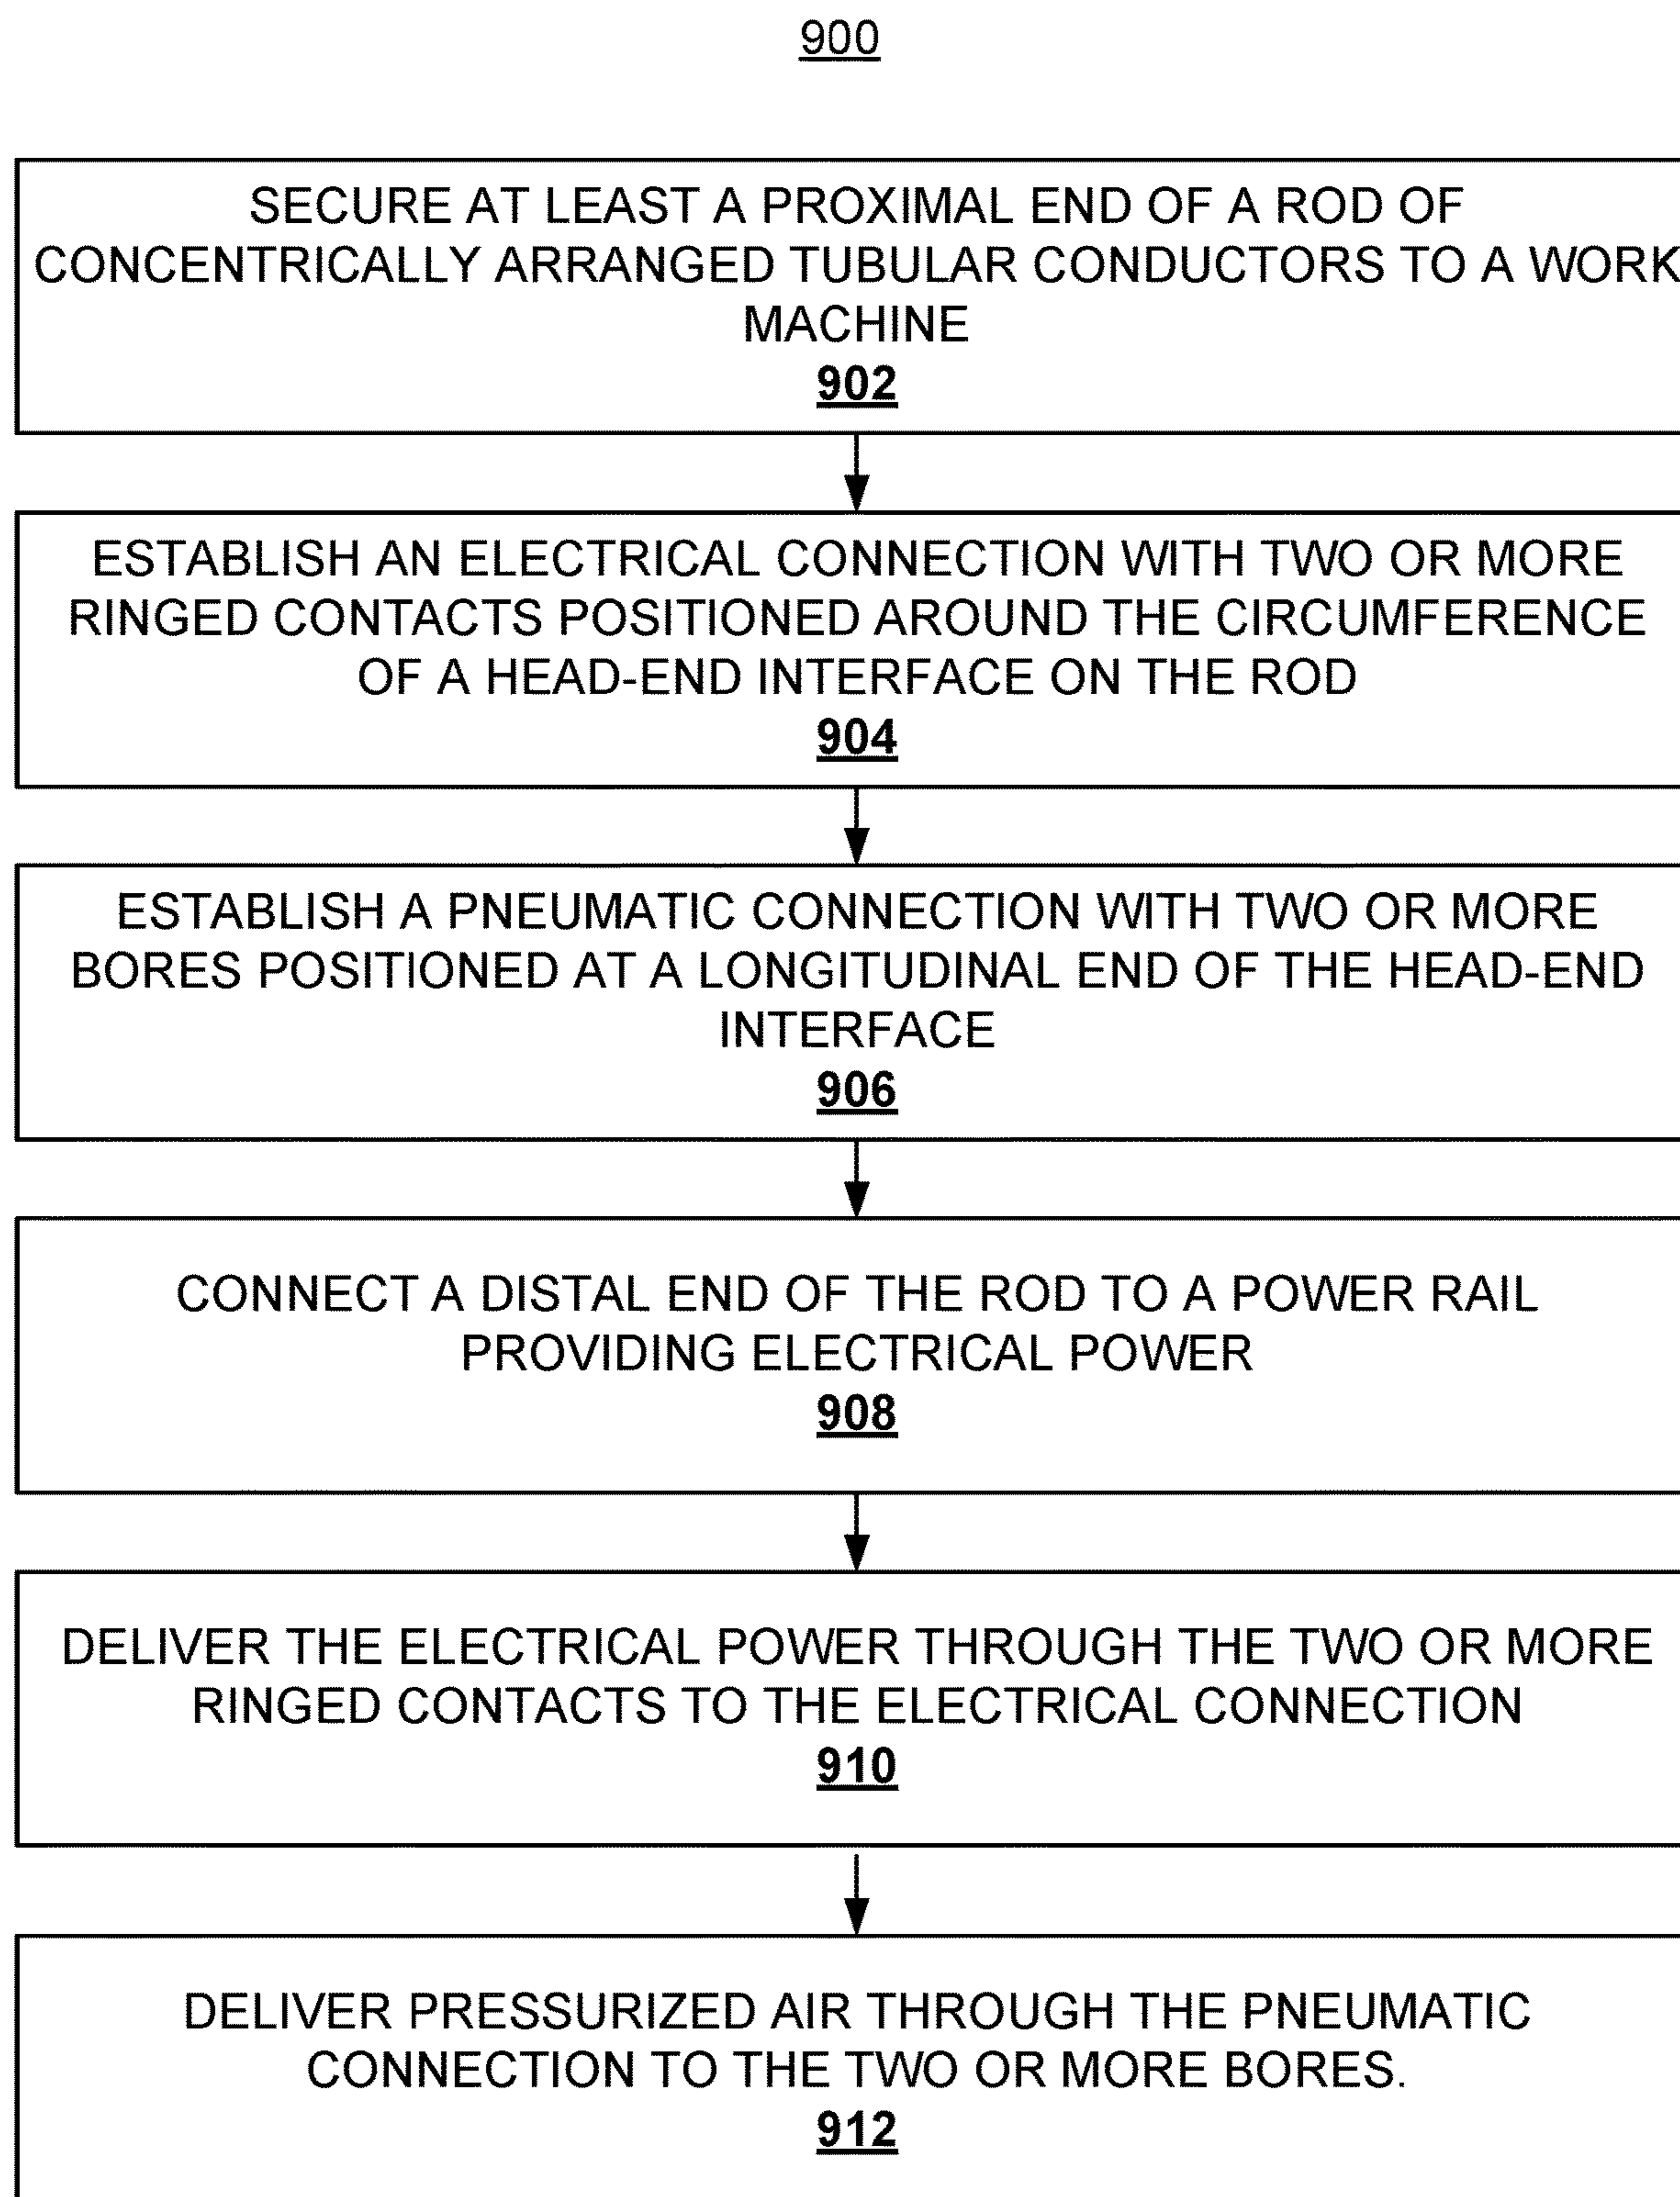 900
SECURE AT LEAST A PROXIMAL END OF A ROD OF
CONCENTRICALLY ARRANGED TUBULAR CONDUCTORS TO A WORK
MACHINE
902
ESTABLISH AN ELECTRICAL CONNECTION WITH TWO OR MORE
RINGED CONTACTS POSITIONED AROUND THE CIRCUMFERENCE
OF A HEAD-END INTERFACE ON THE ROD
904
ESTABLISH A PNEUMATIC CONNECTION WITH TWO OR MORE
BORES POSITIONED AT A LONGITUDINAL END OF THE HEAD-END
INTERFACE
906
CONNECT A DISTAL END OF THE ROD TO A POWER RAIL
PROVIDING ELECTRICAL POWER
908
DELIVER THE ELECTRICAL POWER THROUGH THE TWO OR MORE
RINGED CONTACTS TO THE ELECTRICAL CONNECTION
910
DELIVER PRESSURIZED AIR THROUGH THE PNEUMATIC
CONNECTION TO THE TWO OR MORE BORES.
912